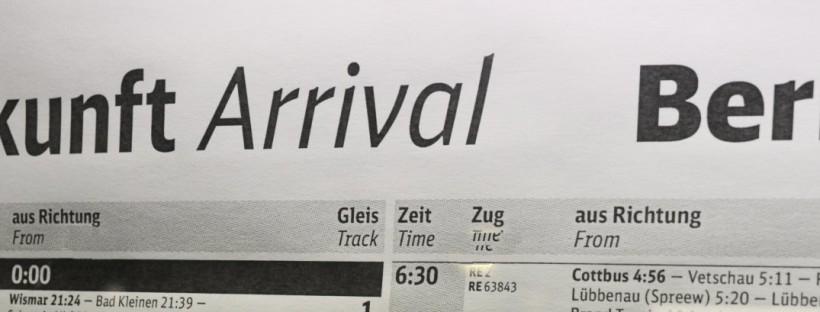 kunft Arrival Ber
aus Richtung Gleis Zeit Zug aus Richtung
From Track Time From
0:00 6:30 RE 2 Cottbus 4:56 – Vetschau 5:11 –
RE 63843 Lübbenau (Spreew) 5:20 – Lübbe
Wismar 21:24 – Bad Kleinen 21:39 – 1